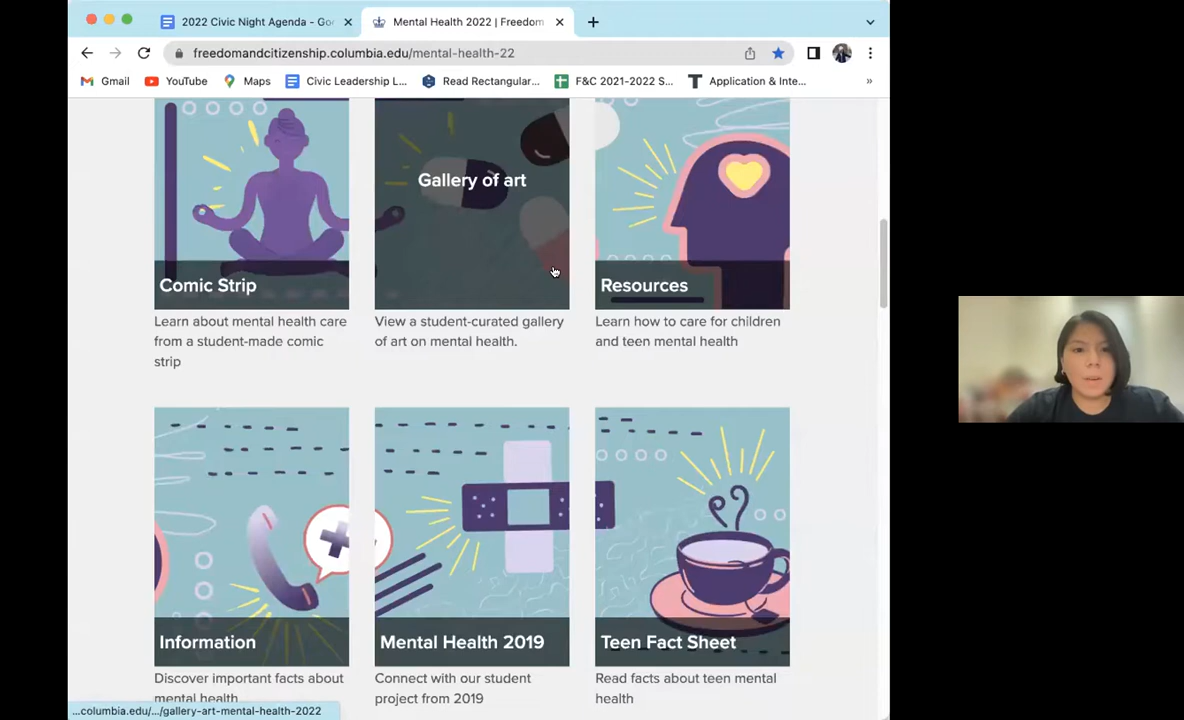 2022 Civic Night Agenda - Go
Mental Health 2022 | Freedom
freedomandcitizenship.columbia.edu/mental-health-22
Gmail
YouTube
Maps
Civic Leadership L...
Read Rectangular...
F&C 2021-2022 S...
Application & Inte...
»
Gallery of art
Comic Strip
Resources
Learn about mental health care
from a student-made comic
strip
View a student-curated gallery
of art on mental health.
Learn how to care for children
and teen mental health
Information
Mental Health 2019
Teen Fact Sheet
Discover important facts about
mental health
Connect with our student
project from 2019
Read facts about teen mental
health
...columbia.edu/.../gallery-art-mental-health-2022